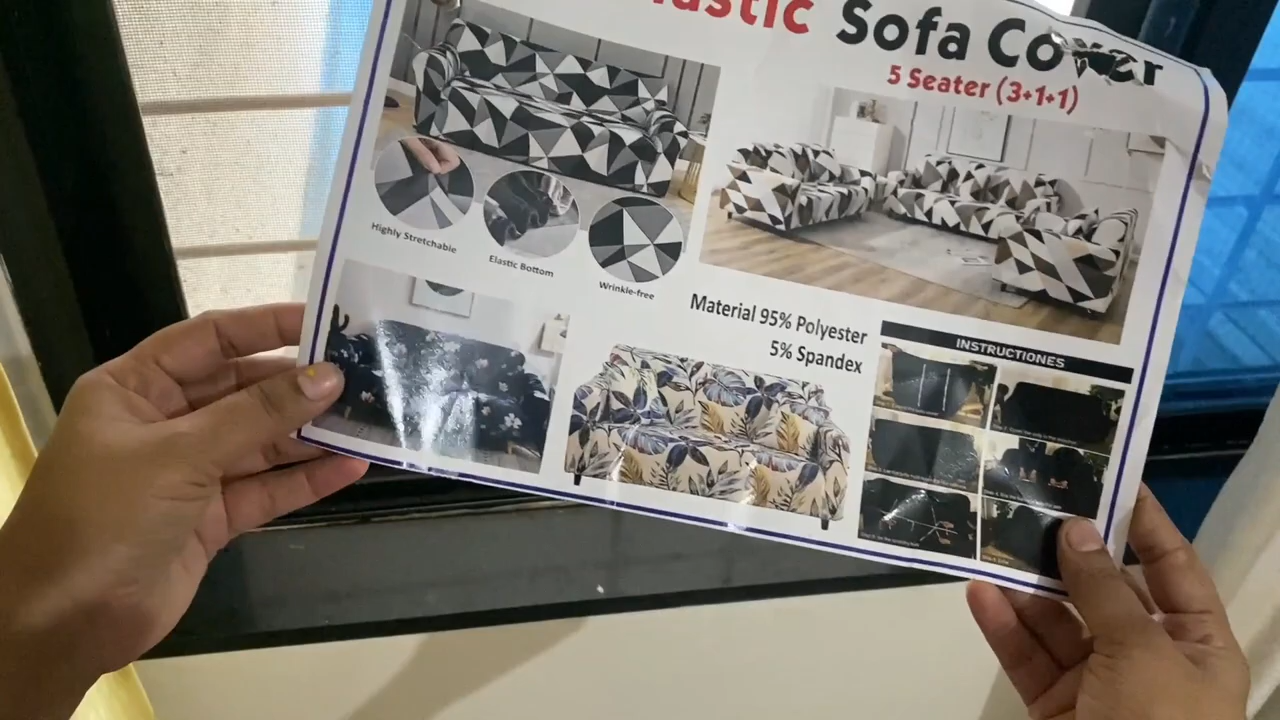 lastic Sofa Cover
5 Seater (3+1+1)
Highly Stretchable
Elastic Bottom
Wrinkle-free
Material 95% Polyester
5% Spandex
INSTRUCTIONES